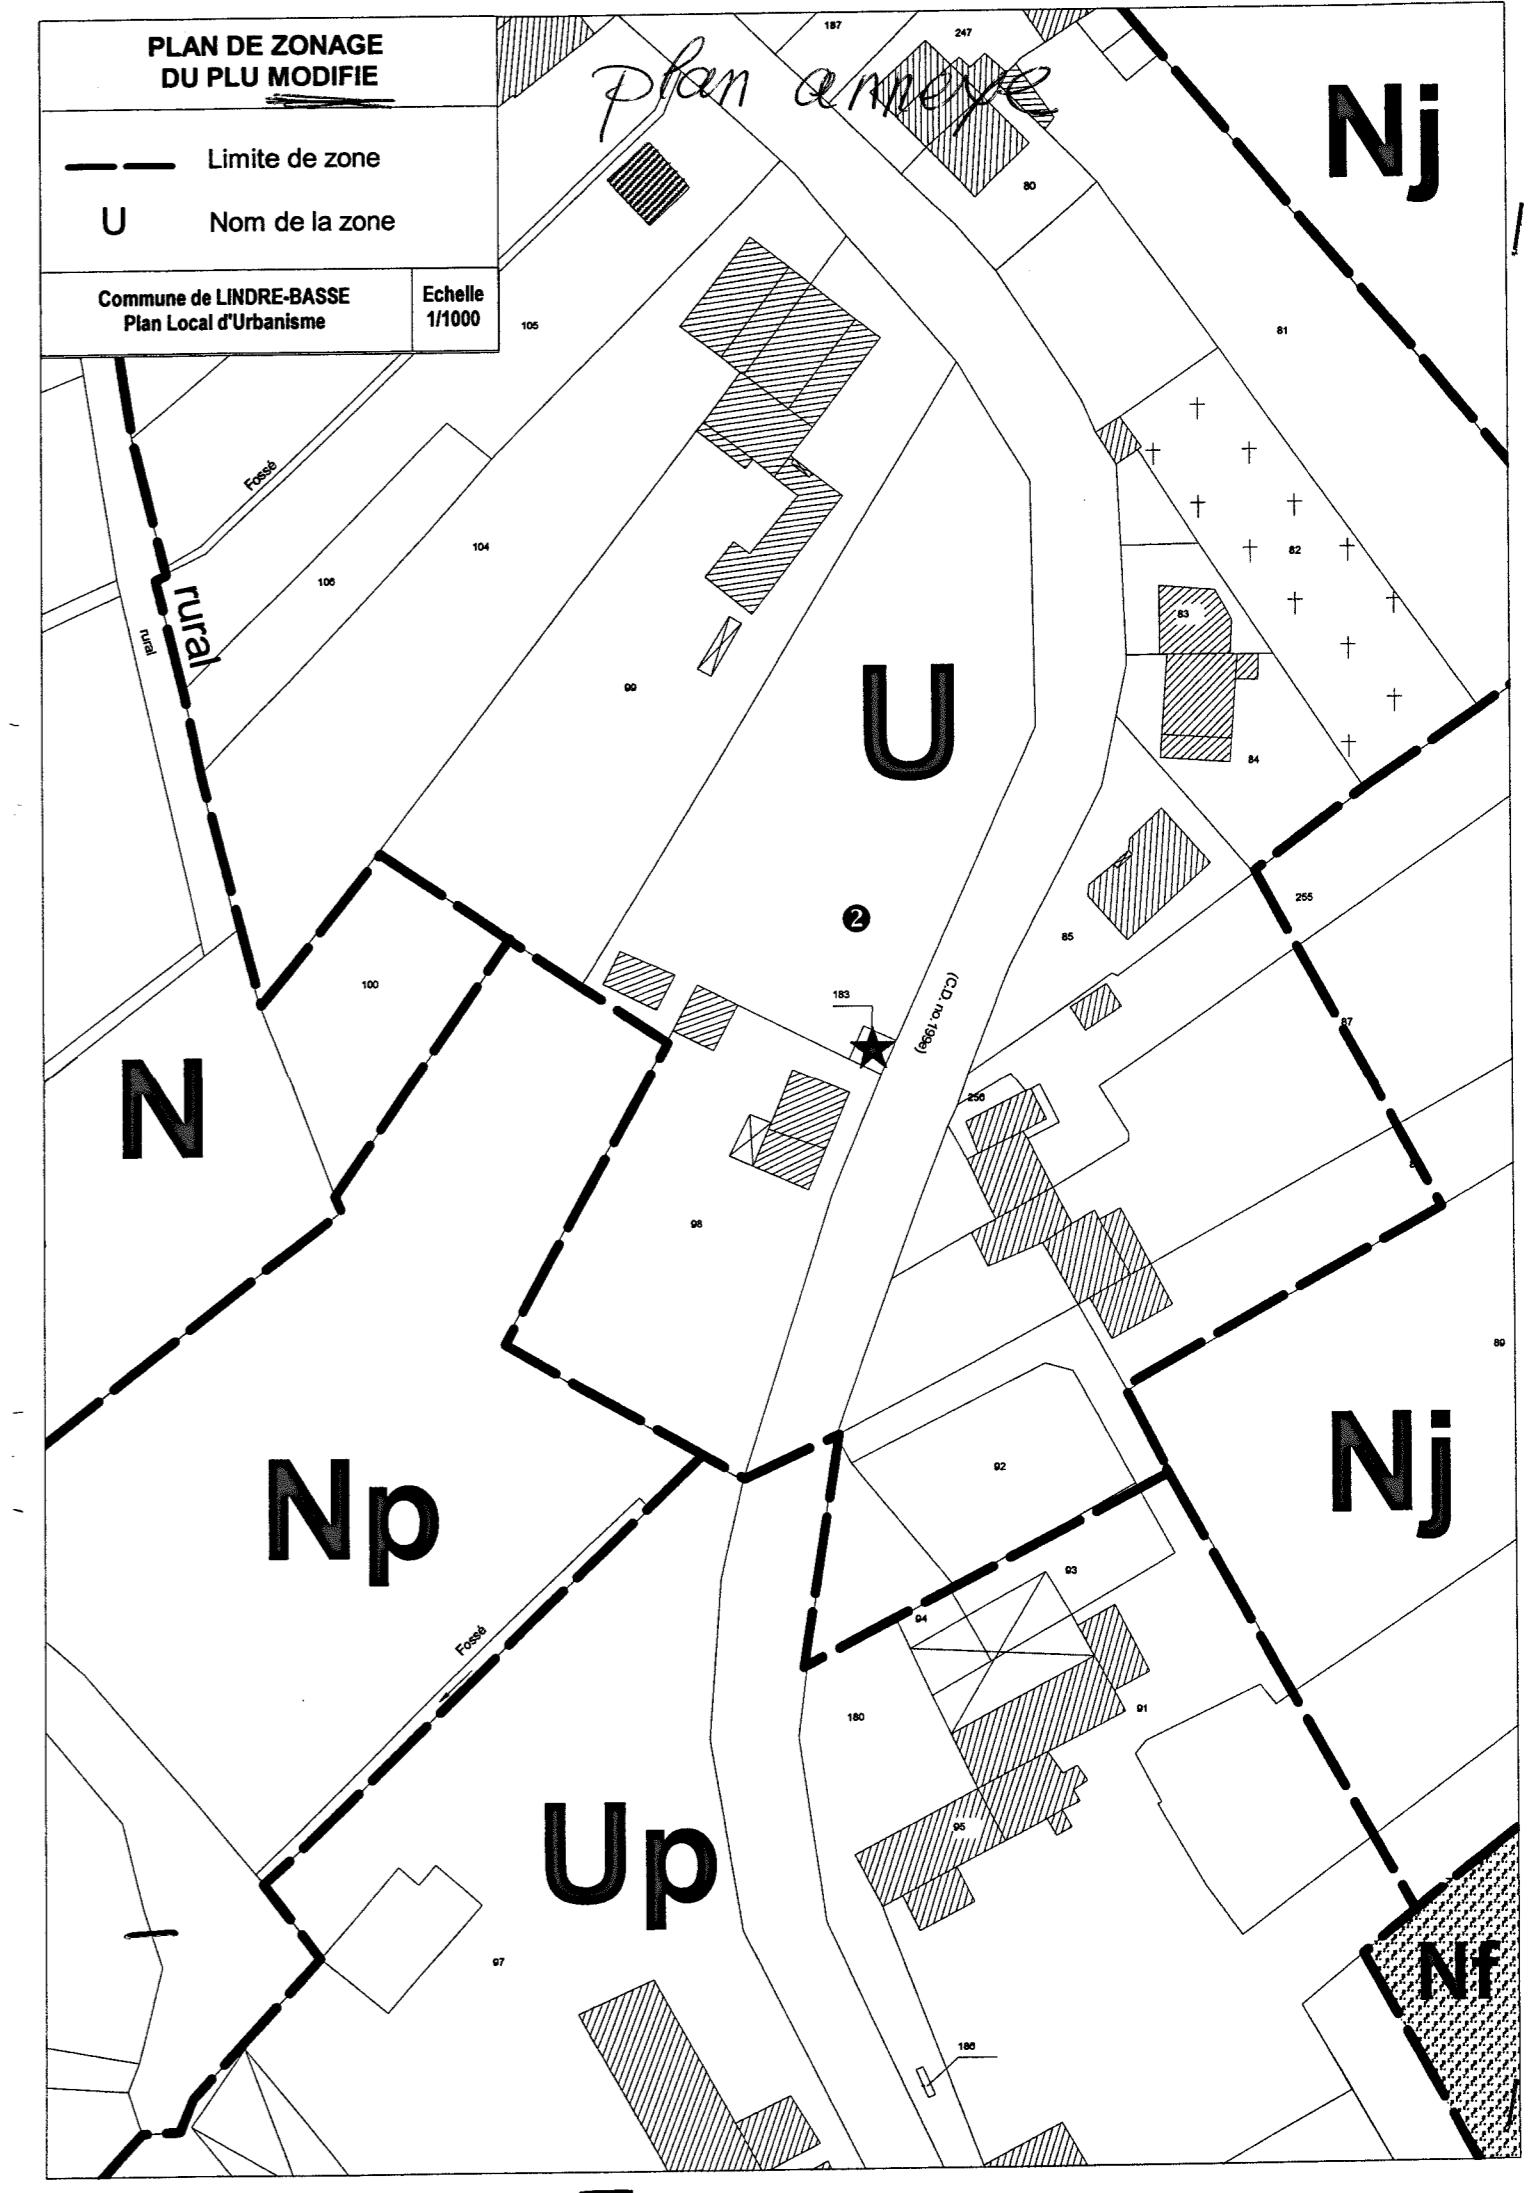 PLAN DE ZONAGE
DU PLU MODIFIE
Limite de zone
U Nom de la zone
Commune de LINDRE-BASSE
Plan Local d'Urbanisme
Echelle
1/1000
plan annexe
187
247
Nj
80
105
81
Fossé
104
106
82
rural
rural
83
99
U
84
255
2
85
100
183
(C.D. no.199e)
87
N
256
98
89
Nj
92
Np
93
94
Fossé
180
91
Up
95
97
Nf
186